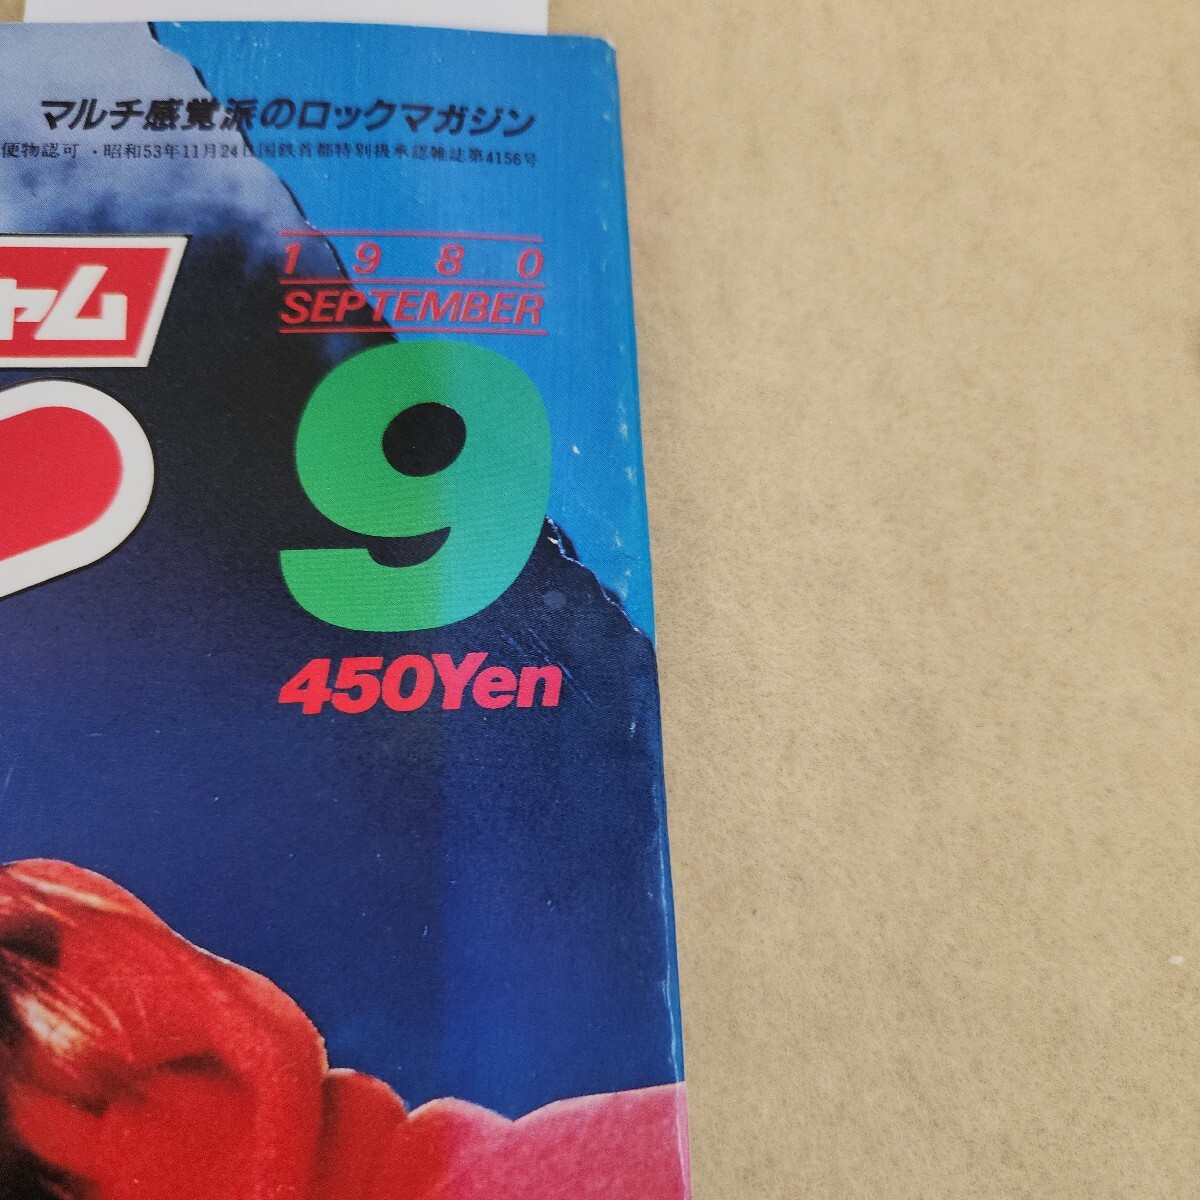 マルチ感覚派のロックマガジン
便物認可・昭和53年11月24日国鉄首都特別扱承認雑誌第4156号
1980
SEPTEMBER
ャム
9
450Yen